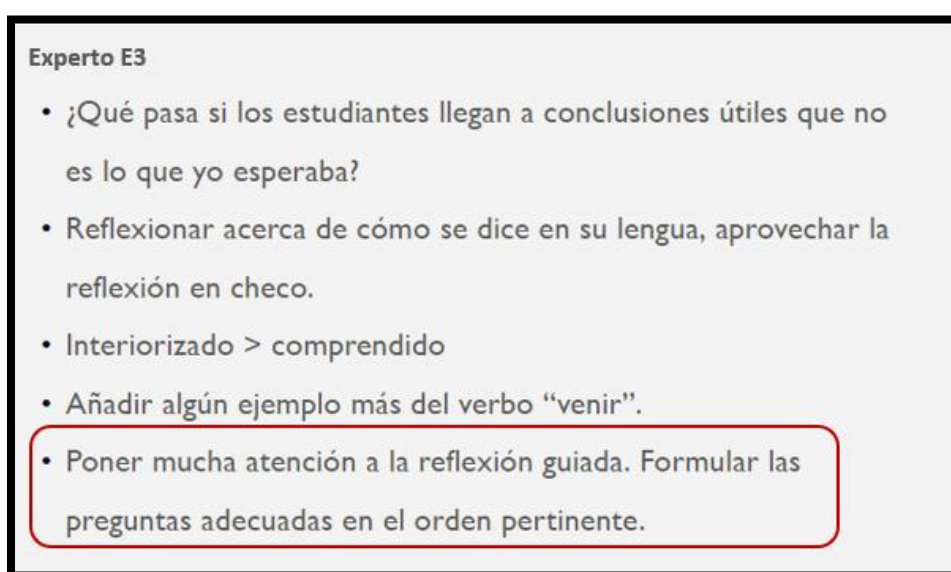 Experto E3
• ¿Qué pasa si los estudiantes llegan a conclusiones útiles que no
es lo que yo esperaba?
• Reflexionar acerca de cómo se dice en su lengua, aprovechar la
reflexión en checo.
• Interiorizado > comprendido
• Añadir algún ejemplo más del verbo “venir”.
• Poner mucha atención a la reflexión guiada. Formular las
preguntas adecuadas en el orden pertinente.